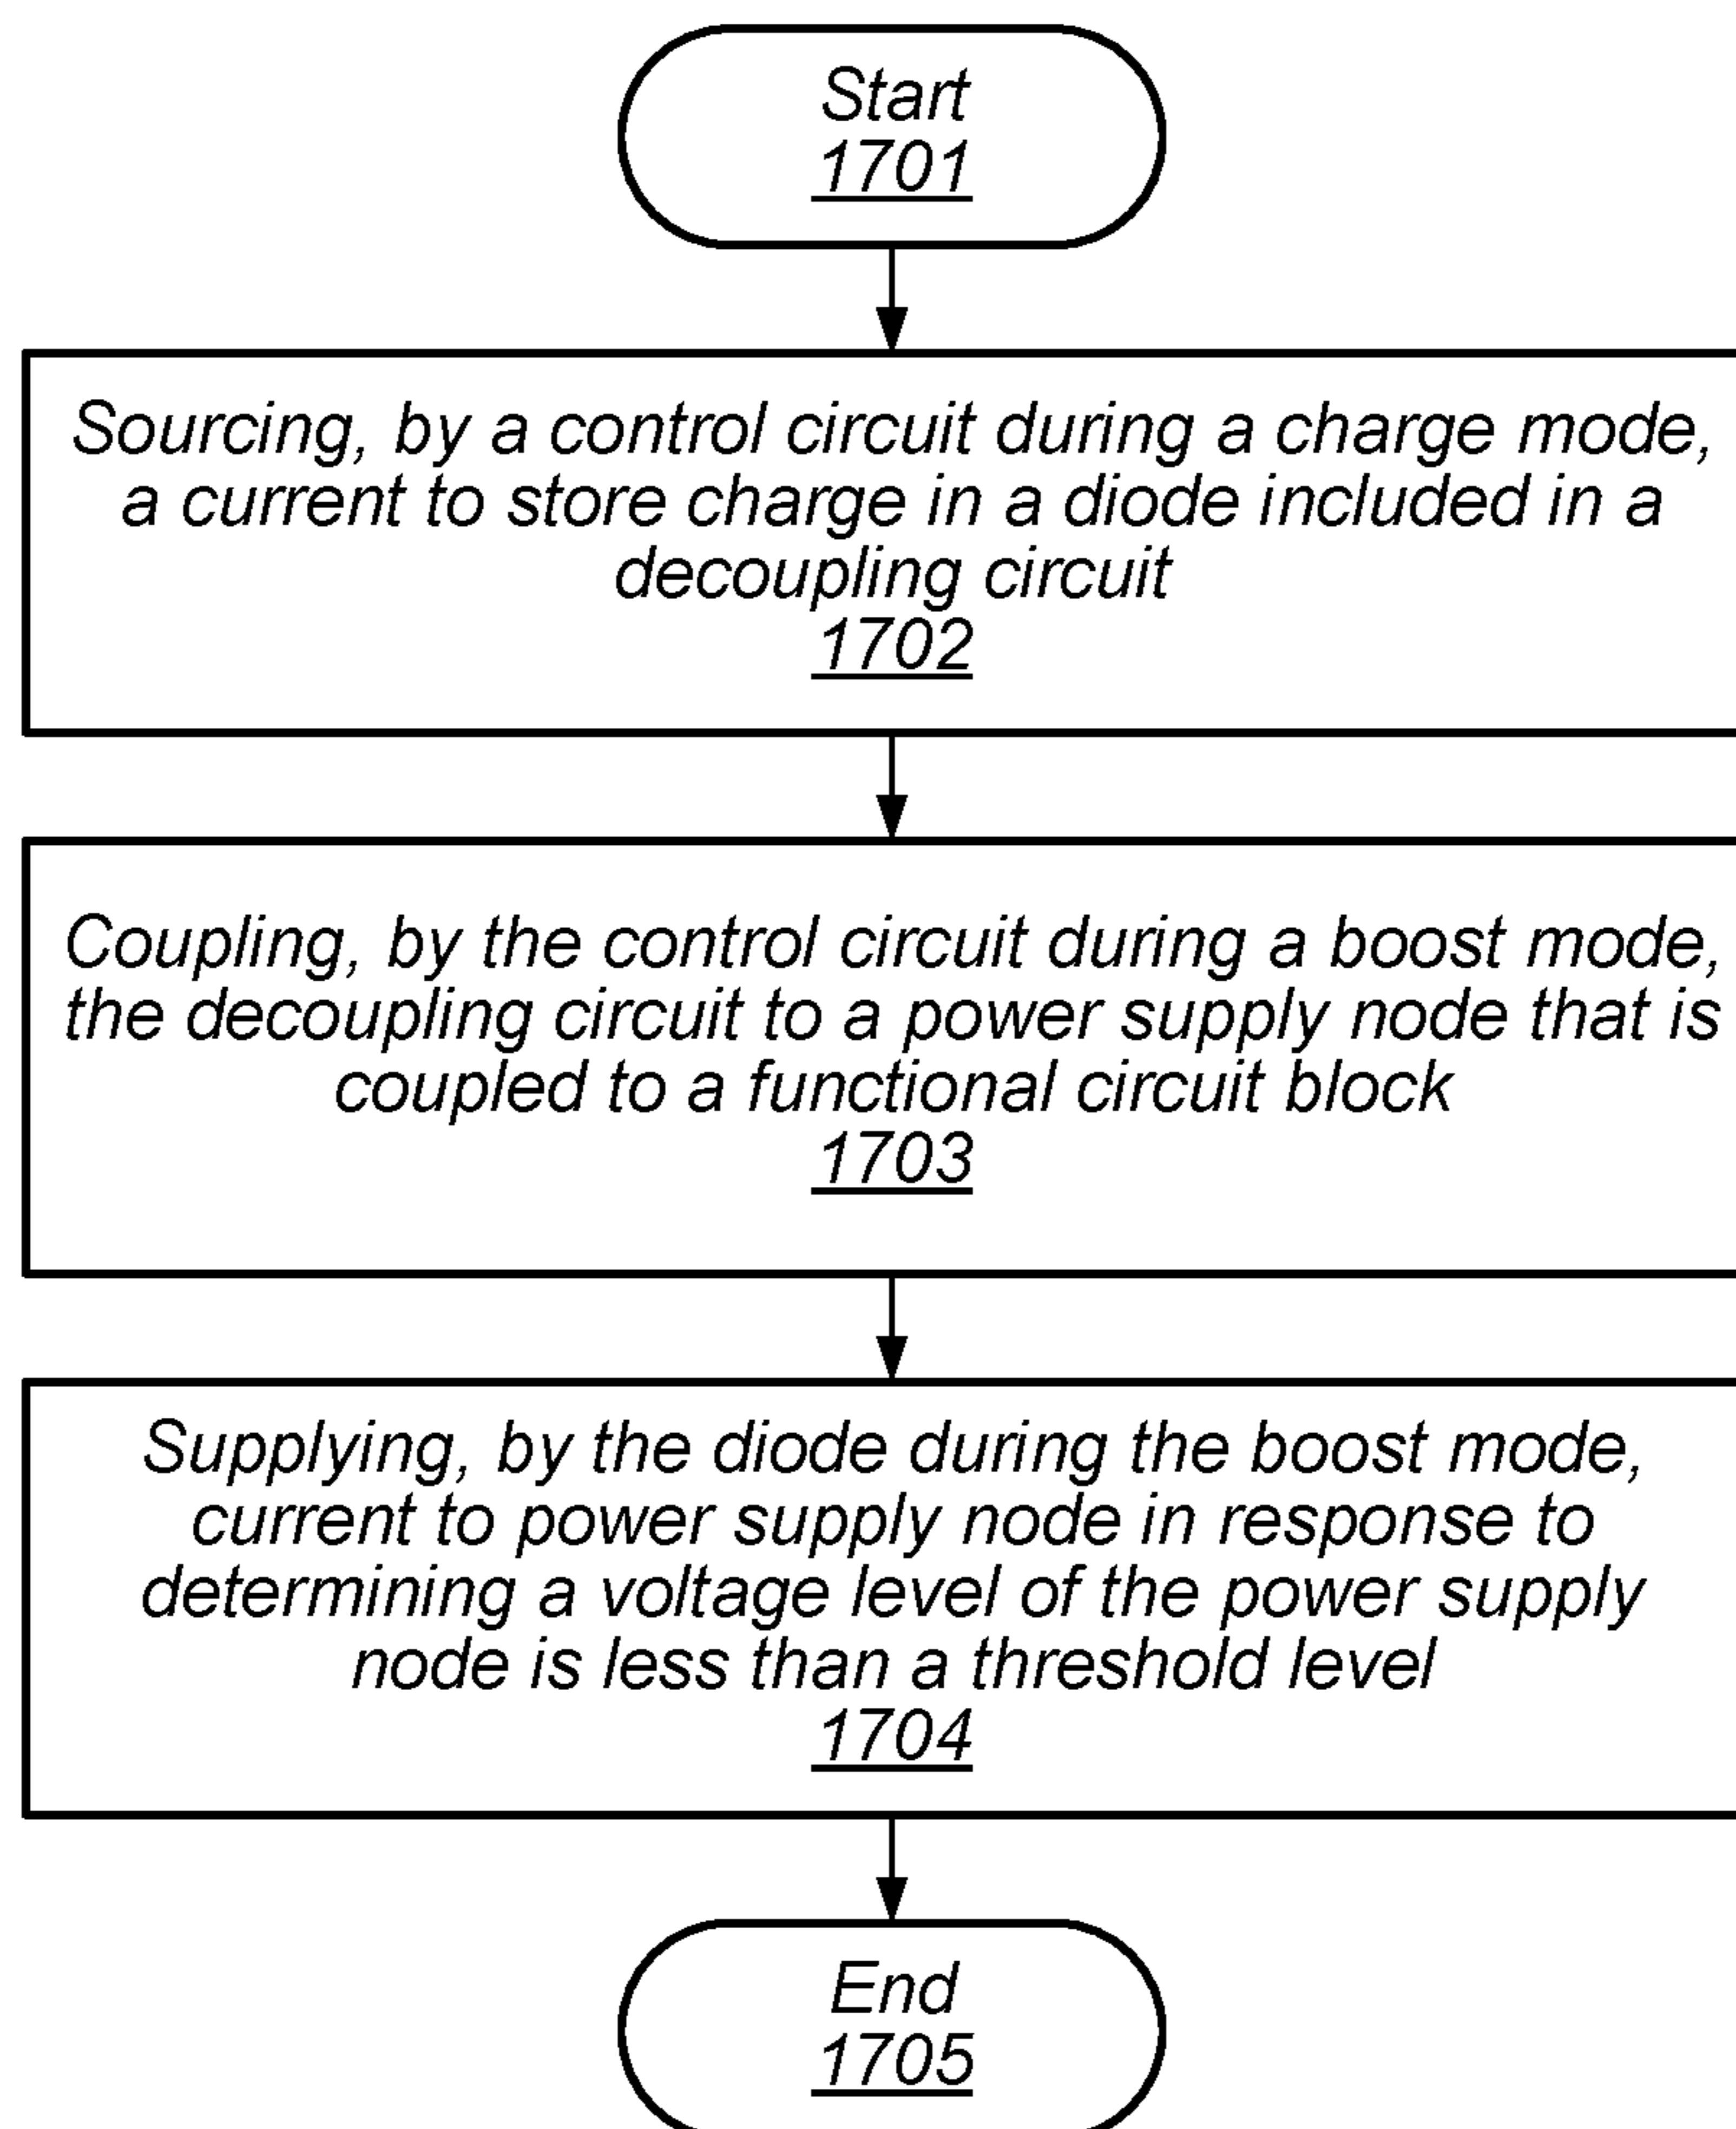 Start
1701
Sourcing, by a control circuit during a charge mode,
a current to store charge in a diode included in a
decoupling circuit
1702
Coupling, by the control circuit during a boost mode,
the decoupling circuit to a power supply node that is
coupled to a functional circuit block
1703
Supplying, by the diode during the boost mode,
current to power supply node in response to
determining a voltage level of the power supply
node is less than a threshold level
1704
End
1705